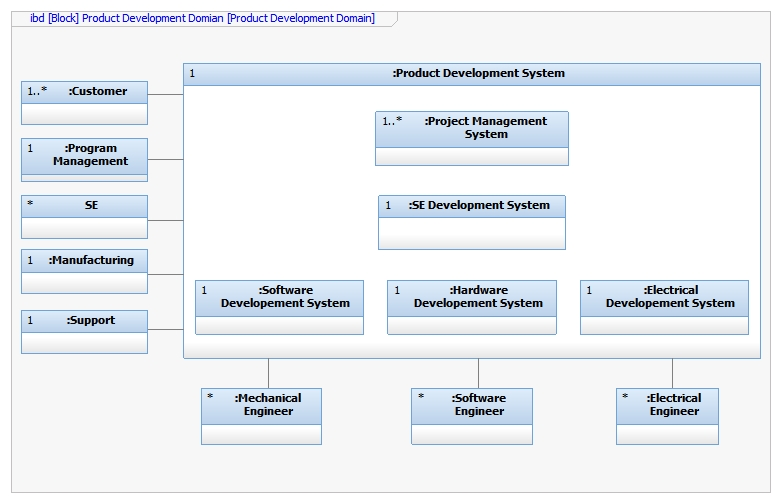 ibd [Block] Product Development Domian [Product Development Domain]
1 :Product Development System
1..* :Customer
1..* :Project Management
System
1 :Program
Management
* SE
1 :SE Development System
1 :Manufacturing
1 :Software
Developement System
1 :Hardware
Developement System
1 :Electrical
Developement System
1 :Support
* :Mechanical
Engineer
* :Software
Engineer
* :Electrical
Engineer